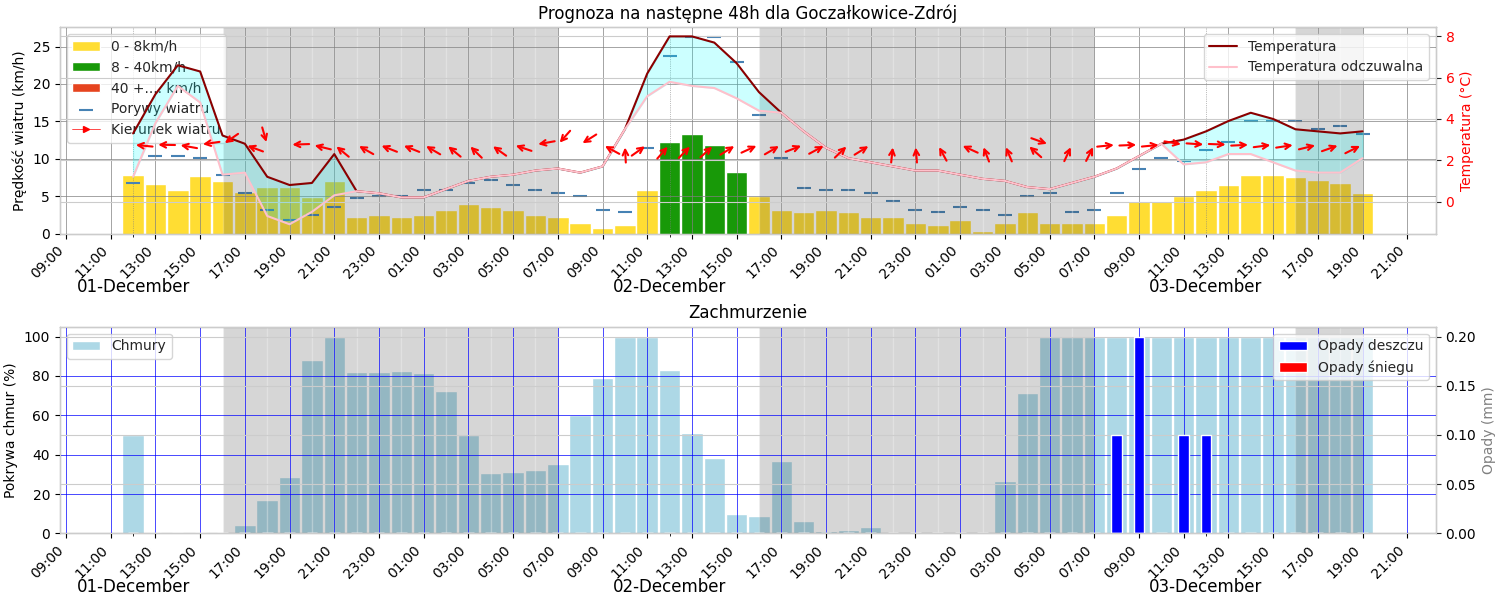 Prognoza na następne 48h dla Goczałkowice-Zdrój
Prędkość wiatru (km/h)
25
20
15
10
5
0
0 - 8km/h
8 - 40km/h
40 +.... km/h
Porywy wiatru
Kierunek wiatru
Temperatura
Temperatura odczuwalna
8
6
4
2
0
Temperatura (°C)
09:00 11:00 13:00 15:00 17:00 19:00 21:00 23:00 01:00 03:00 05:00 07:00 09:00 11:00 13:00 15:00 17:00 19:00 21:00 23:00 01:00 03:00 05:00 07:00 09:00 11:00 13:00 15:00 17:00 19:00 21:00
01-December 02-December 03-December
Zachmurzenie
Pokrywa chmur (%)
100
80
60
40
20
0
Chmury
Opady deszczu
Opady śniegu
0.20
0.15
0.10
0.05
0.00
Opady (mm)
09:00 11:00 13:00 15:00 17:00 19:00 21:00 23:00 01:00 03:00 05:00 07:00 09:00 11:00 13:00 15:00 17:00 19:00 21:00 23:00 01:00 03:00 05:00 07:00 09:00 11:00 13:00 15:00 17:00 19:00 21:00
01-December 02-December 03-December